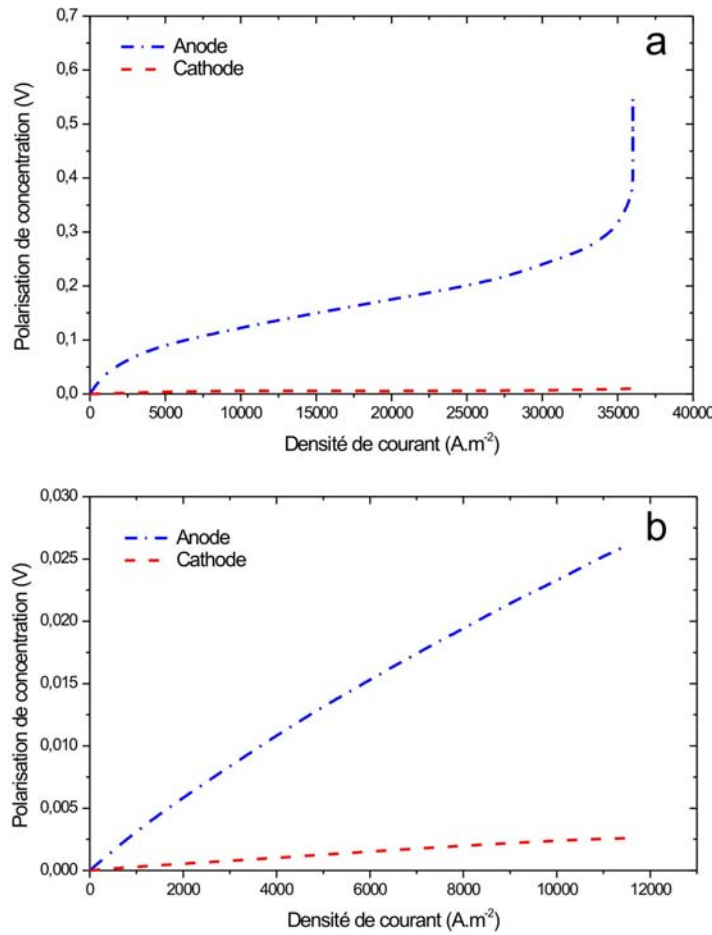 0,7
a
Anode
Cathode
0,6
0,5
0,4
0,3
0,2
0,1
0,0
Polarisation de concentration (V)
0 5000 10000 15000 20000 25000 30000 35000 40000
Densité de courant (A.m⁻²)
0,030
b
Anode
Cathode
0,025
0,020
0,015
0,010
0,005
0,000
Polarisation de concentration (V)
0 2000 4000 6000 8000 10000 12000
Densité de courant (A.m⁻²)